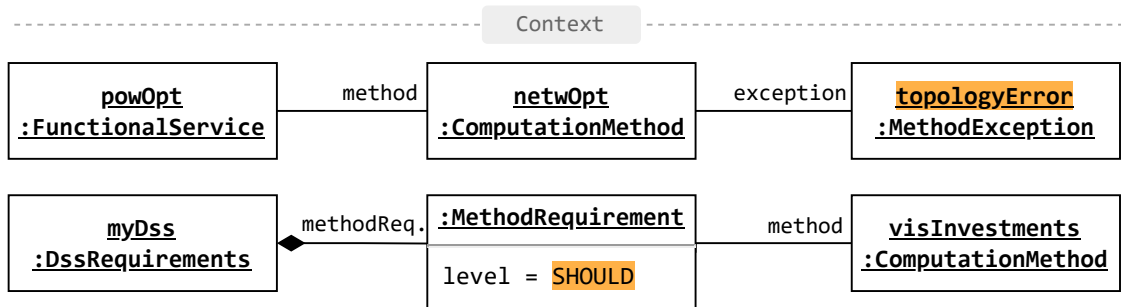 Context
powOpt
:FunctionalService
method
netwOpt
:ComputationMethod
exception
topologyError
:MethodException
myDss
:DssRequirements
methodReq.
:MethodRequirement
level = SHOULD
method
visInvestments
:ComputationMethod